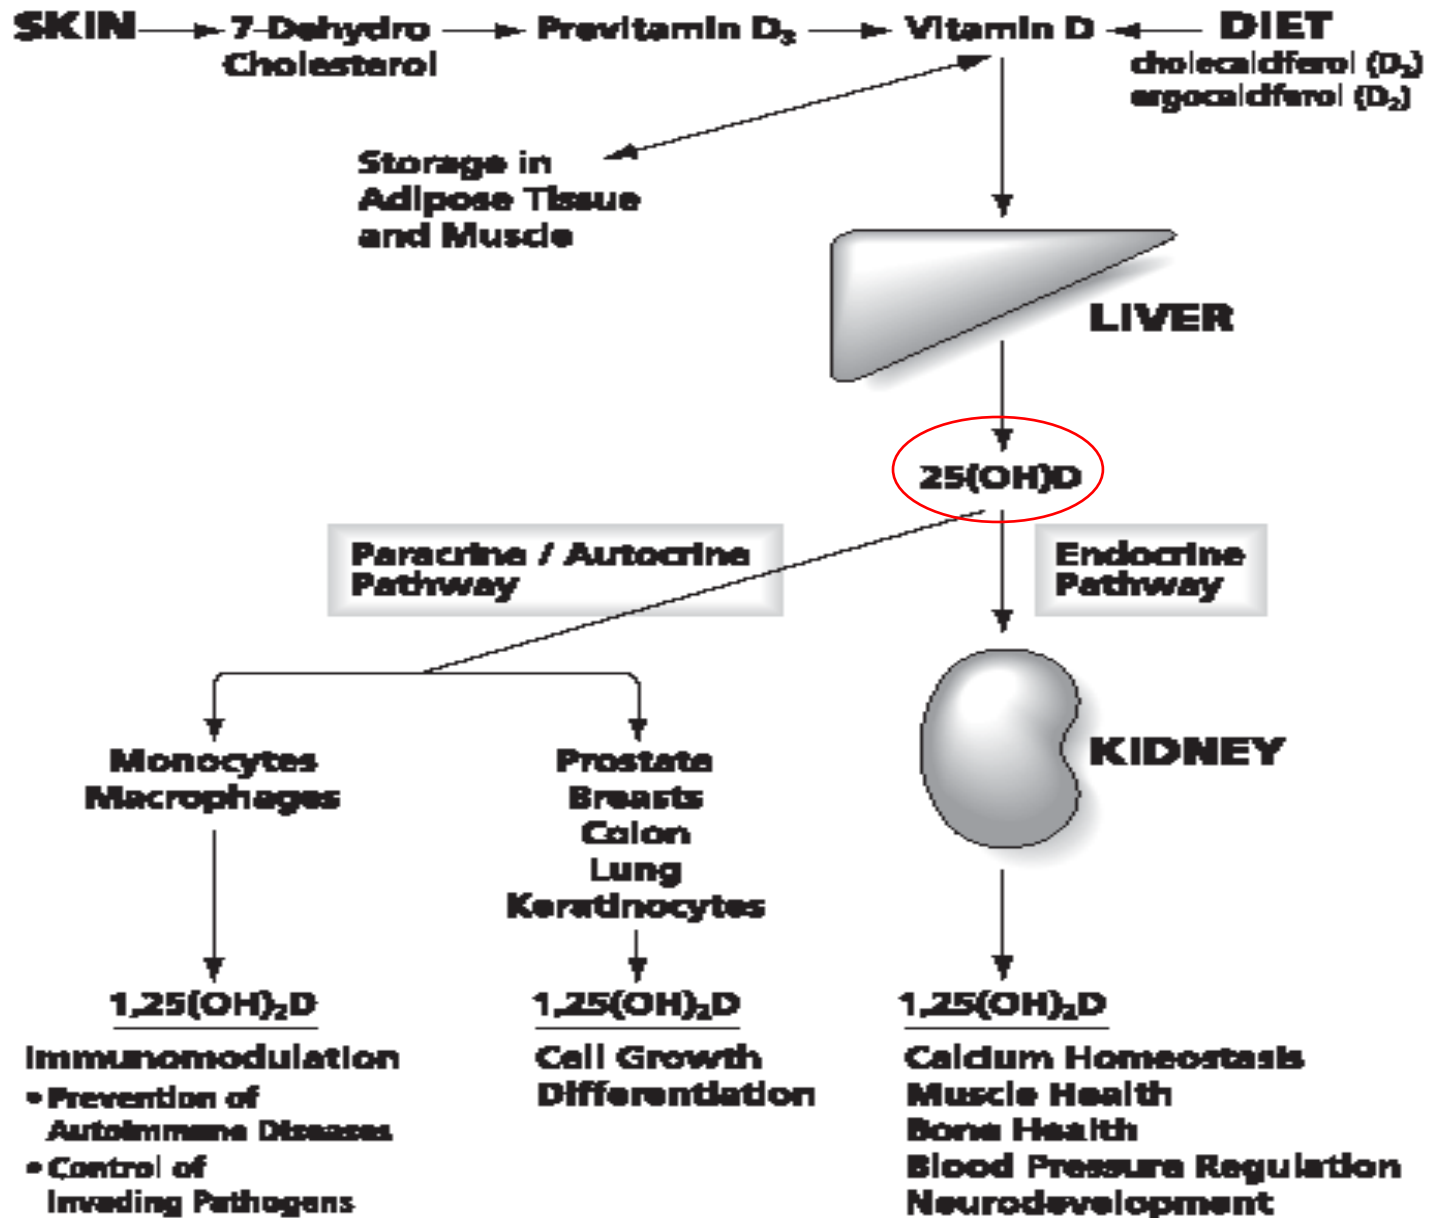 SKIN 7-Dehydro Cholesterol Previtamin D₃ Vitamin D DIET
cholecalciferol (D₃)
ergocalciferol (D₂)
Storage in
Adipose Tissue
and Muscle
LIVER
25(OH)D
Paracrine / Autocrine
Pathway
Endocrine
Pathway
KIDNEY
Monocytes
Macrophages
Prostate
Breasts
Colon
Lung
Keratinocytes
1,25(OH)₂D
Immunomodulation
• Prevention of
Autoimmune Diseases
• Control of
Invading Pathogens
1,25(OH)₂D
Cell Growth
Differentiation
1,25(OH)₂D
Calcium Homeostasis
Muscle Health
Bone Health
Blood Pressure Regulation
Neurodevelopment